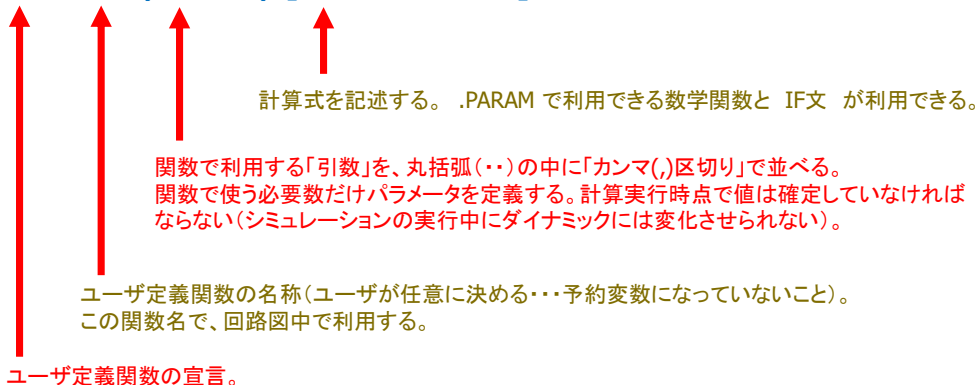 計算式を記述する。 .PARAM で利用できる数学関数と IF文 が利用できる。
関数で利用する「引数」を、丸括弧(・・)の中に「カンマ(,)区切り」で並べる。
関数で使う必要数だけパラメータを定義する。計算実行時点で値は確定していなければ
ならない(シミュレーションの実行中にダイナミックには変化させられない)。
ユーザ定義関数の名称(ユーザが任意に決める・・・予約変数になっていないこと)。
この関数名で、回路図中で利用する。
ユーザ定義関数の宣言。